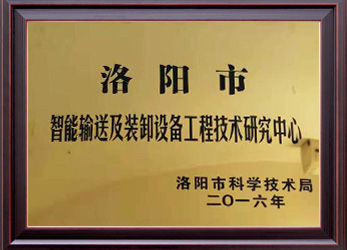 洛阳市
智能输送及装卸设备工程技术研究中心
洛阳市科学技术局
二〇一六年